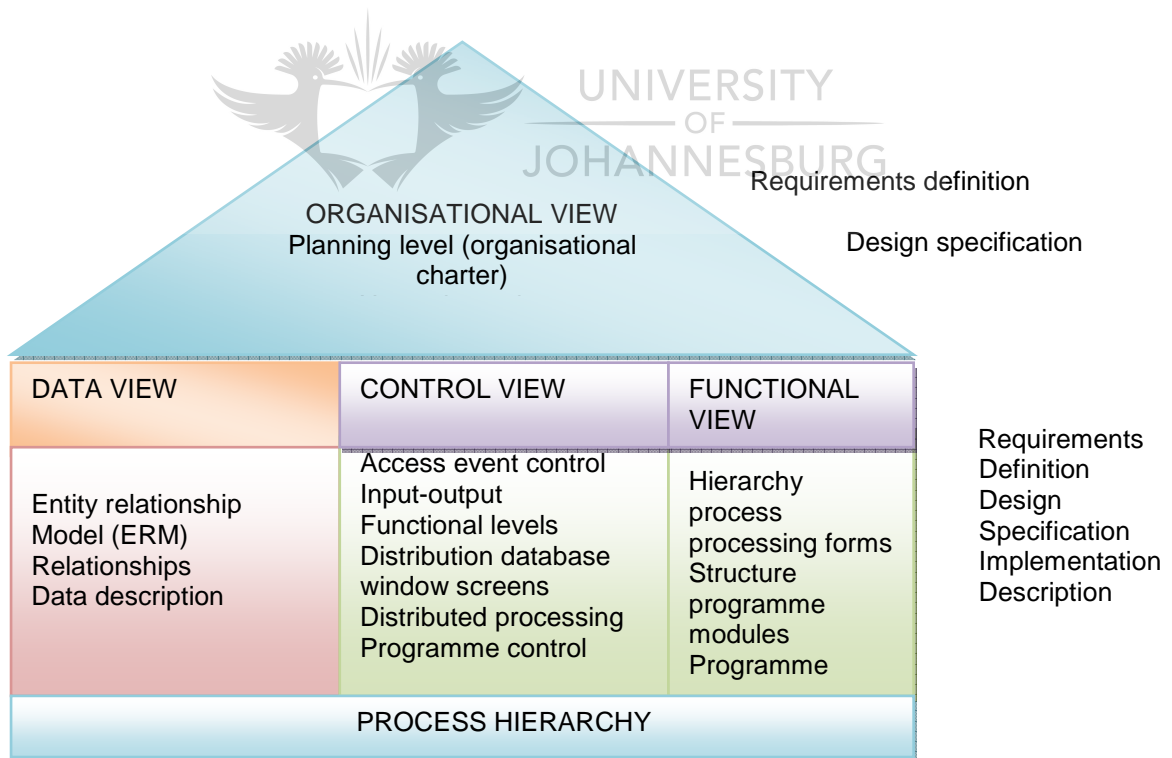 UNIVERSITY
OF
JOHANNESBURG
Requirements definition
ORGANISATIONAL VIEW
Planning level (organisational
charter)
Design specification
DATA VIEW
Entity relationship
Model (ERM)
Relationships
Data description
CONTROL VIEW
Access event control
Input-output
Functional levels
Distribution database
window screens
Distributed processing
Programme control
FUNCTIONAL
VIEW
Hierarchy
process
processing forms
Structure
programme
modules
Programme
Requirements
Definition
Design
Specification
Implementation
Description
PROCESS HIERARCHY